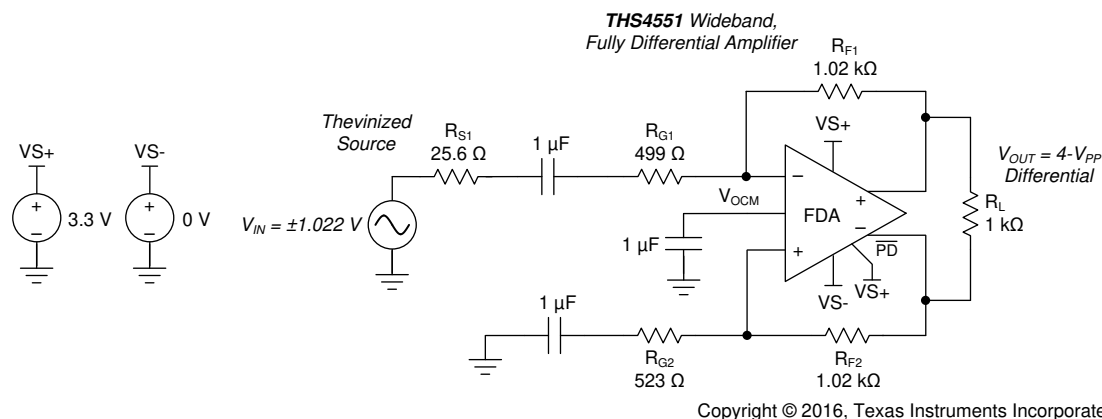 THS4551 Wideband,
Fully Differential Amplifier
RF1
1.02 kΩ
Thevinized
Source
RS1
25.6 Ω
1 µF
RG1
499 Ω
VS+
VS-
VS+
3.3 V
0 V
VIN = ±1.022 V
VOCM
FDA
VOUT = 4-VPP
Differential
RL
1 kΩ
1 µF
PD
VS-
VS+
1 µF
RG2
523 Ω
RF2
1.02 kΩ
Copyright © 2016, Texas Instruments Incorporate